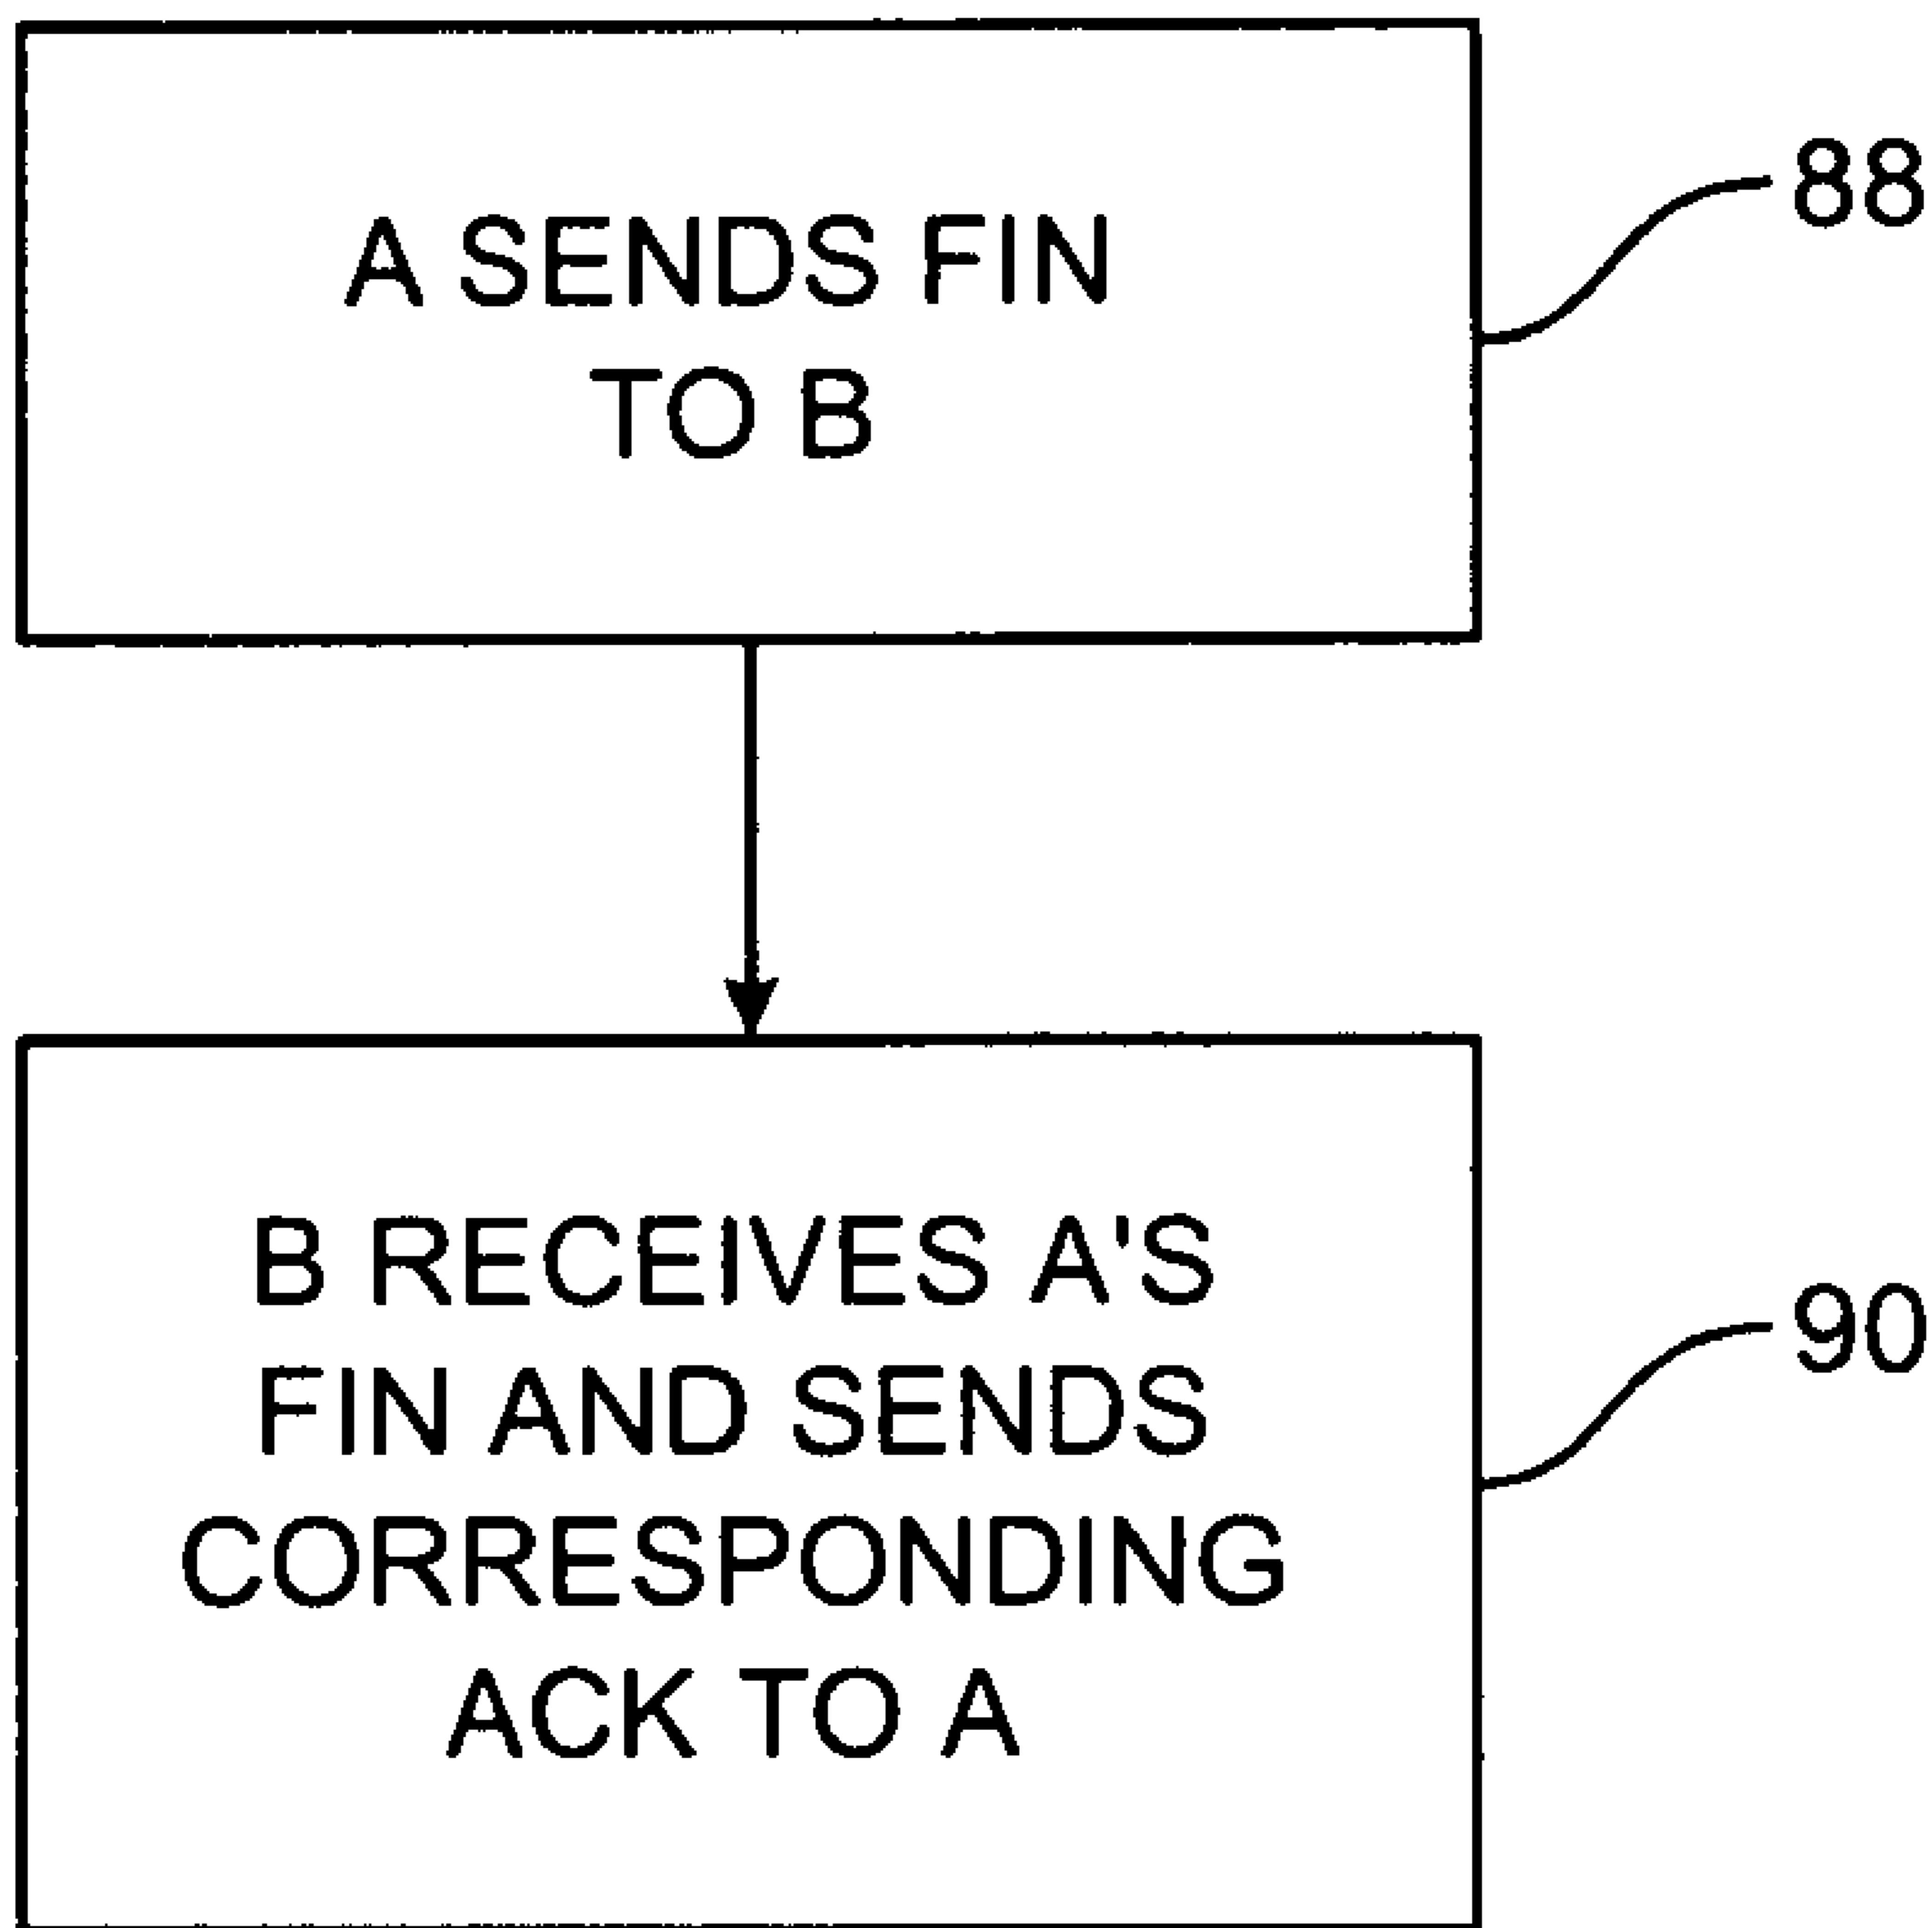 A SENDS FIN
TO B
88
B RECEIVES A'S
FIN AND SENDS
CORRESPONDING
ACK TO A
90